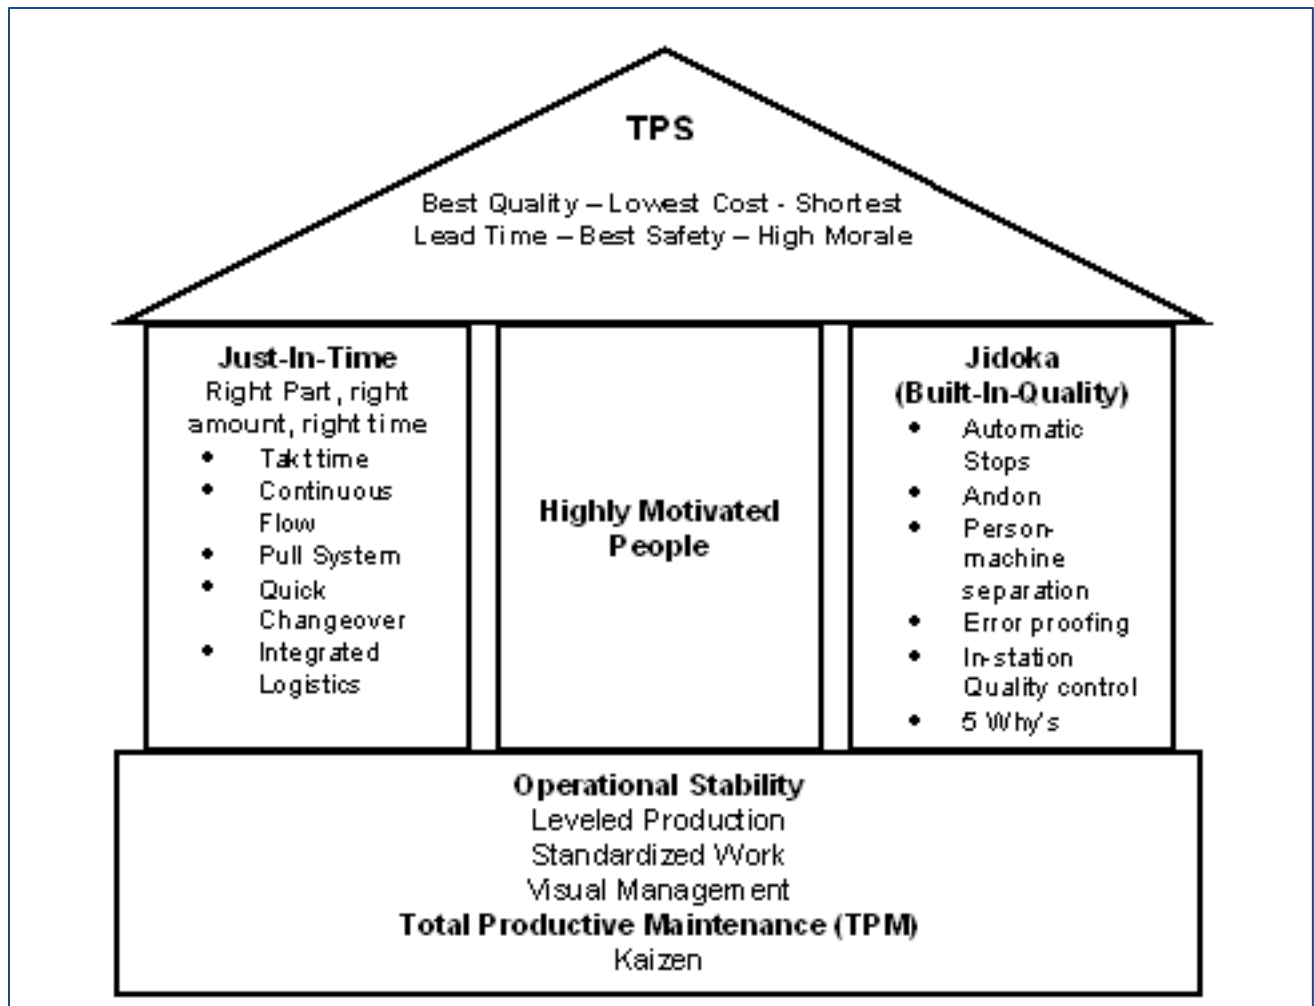 TPS
Best Quality – Lowest Cost - Shortest
Lead Time – Best Safety – High Morale
Just-In-Time
Right Part, right
amount, right time
• Takt time
• Continuous
Flow
• Pull System
• Quick
Changeover
• Integrated
Logistics
Highly Motivated
People
Jidoka
(Built-In-Quality)
• Automatic
Stops
• Andon
• Person-
machine
separation
• Error proofing
• In-station
Quality control
• 5 Why's
Operational Stability
Leveled Production
Standardized Work
Visual Management
Total Productive Maintenance (TPM)
Kaizen